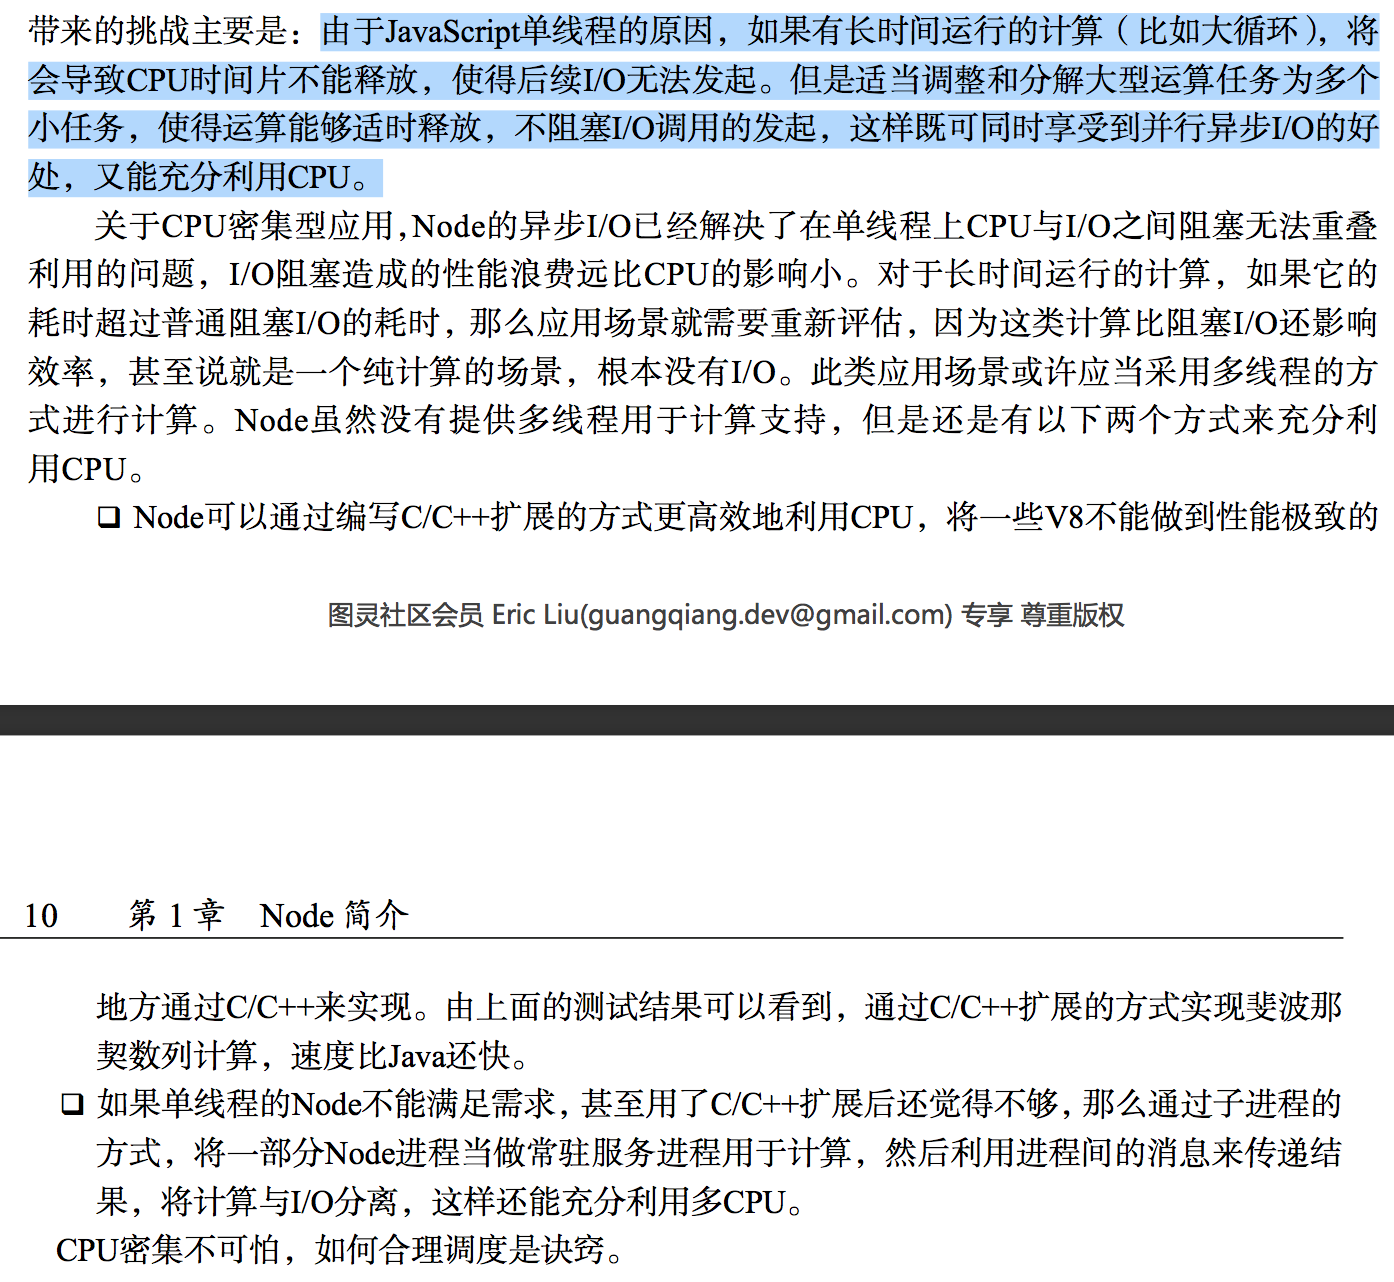 带来的挑战主要是：由于JavaScript单线程的原因，如果有长时间运行的计算（比如大循环），将
会导致CPU时间片不能释放，使得后续I/O无法发起。但是适当调整和分解大型运算任务为多个
小任务，使得运算能够适时释放，不阻塞I/O调用的发起，这样既可同时享受到并行异步I/O的好
处，又能充分利用CPU。
关于CPU密集型应用，Node的异步I/O已经解决了在单线程上CPU与I/O之间阻塞无法重叠
利用的问题，I/O阻塞造成的性能浪费远比CPU的影响小。对于长时间运行的计算，如果它的
耗时超过普通阻塞I/O的耗时，那么应用场景就需要重新评估，因为这类计算比阻塞I/O还影响
效率，甚至说就是一个纯计算的场景，根本没有I/O。此类应用场景或许应当采用多线程的方
式进行计算。Node虽然没有提供多线程用于计算支持，但是还是有以下两个方式来充分利
用CPU。
❑ Node可以通过编写C/C++扩展的方式更高效地利用CPU，将一些V8不能做到性能极致的
图灵社区会员 Eric Liu(guangqiang.dev@gmail.com) 专享 尊重版权
10 第 1 章 Node 简介
地方通过C/C++来实现。由上面的测试结果可以看到，通过C/C++扩展的方式实现斐波那
契数列计算，速度比Java还快。
❑ 如果单线程的Node不能满足需求，甚至用了C/C++扩展后还觉得不够，那么通过子进程的
方式，将一部分Node进程当做常驻服务进程用于计算，然后利用进程间的消息来传递结
果，将计算与I/O分离，这样还能充分利用多CPU。
CPU密集不可怕，如何合理调度是诀窍。